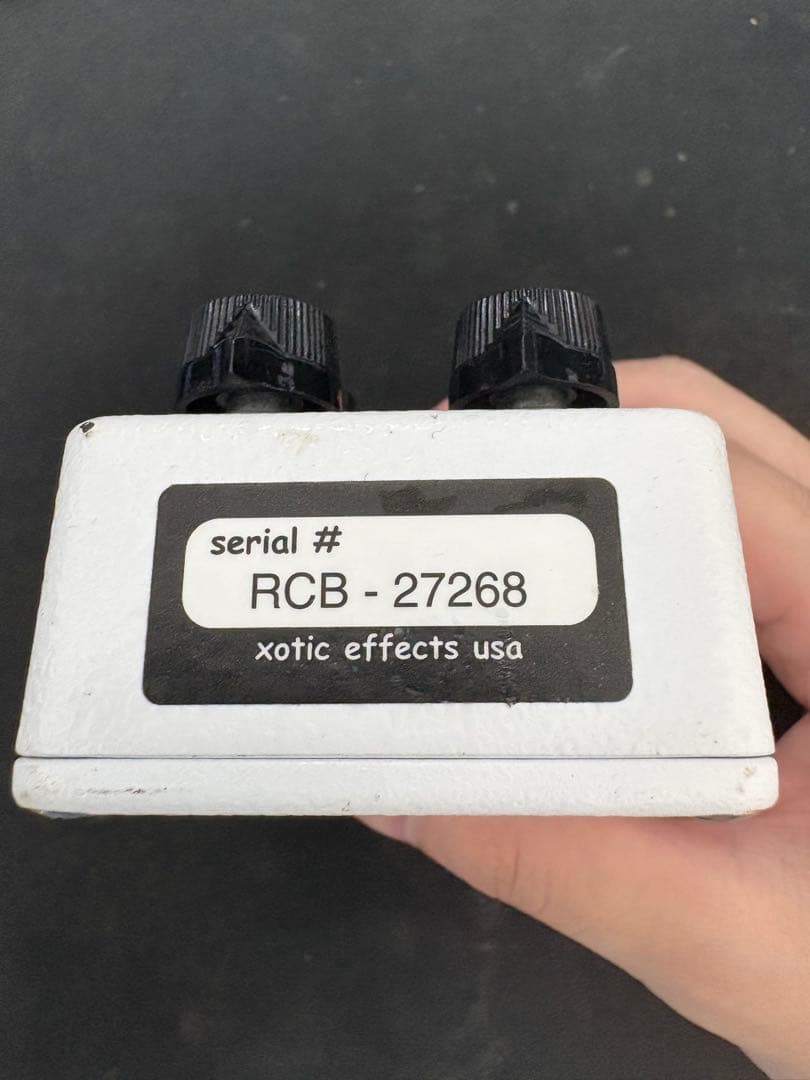 serial #
RCB - 27268
xotic effects usa